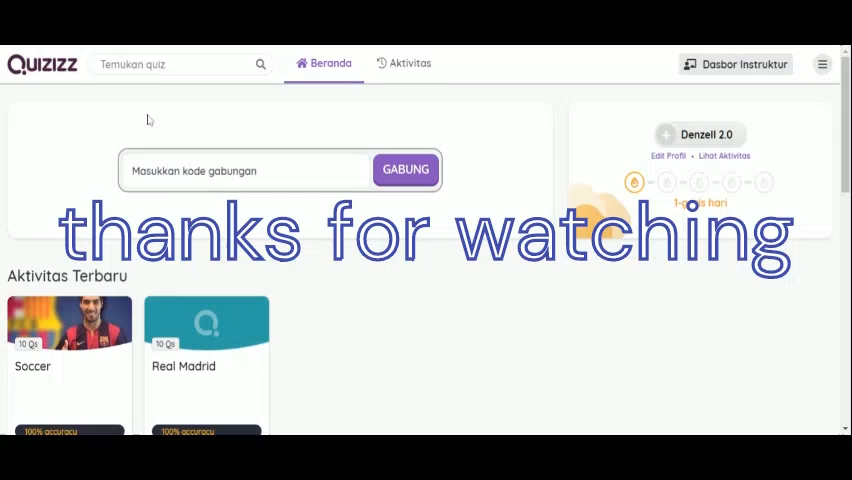 QUIZIZZ
Temukan quiz
Beranda
Aktivitas
Dasbor Instruktur
Denzell 2.0
Edit Profil • Lihat Aktivitas
Masukkan kode gabungan
GABUNG
hari
thanks for watching
Aktivitas Terbaru
10 Qs
10 Qs
Soccer
Real Madrid
100% accuracy
100% accuracy